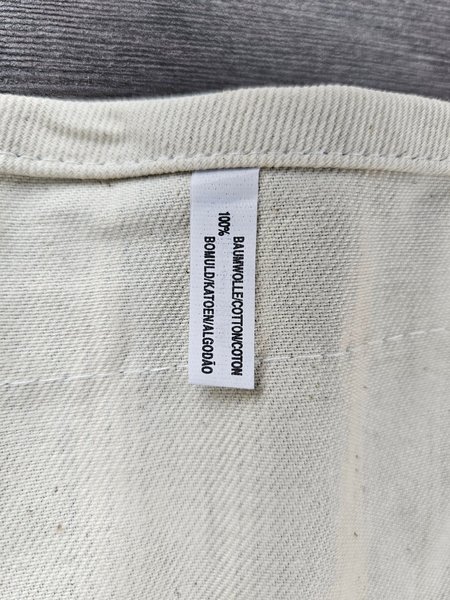 100% BAUMWOLLE/COTTON/COTON
BOMULD/KATOEN/ALGODÃO